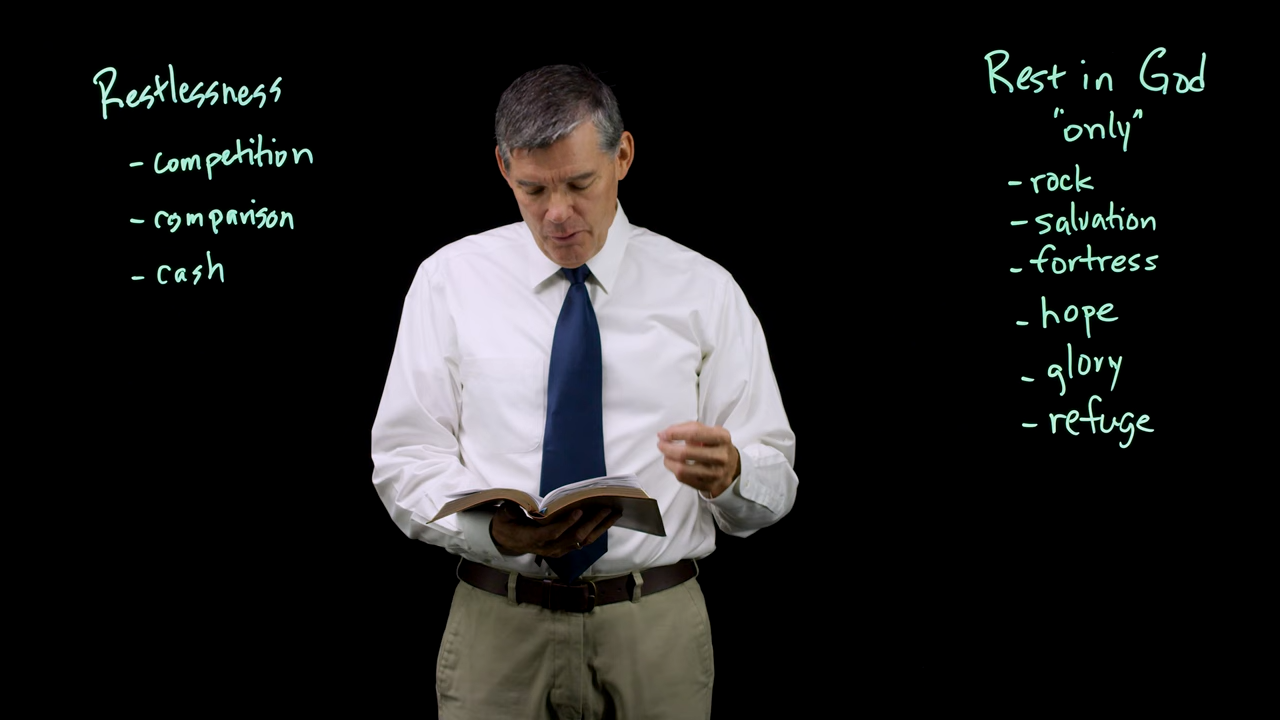 Restlessness
- competition
- comparison
- cash
Rest in God
"only"
- rock
- salvation
- fortress
- hope
- glory
- refuge